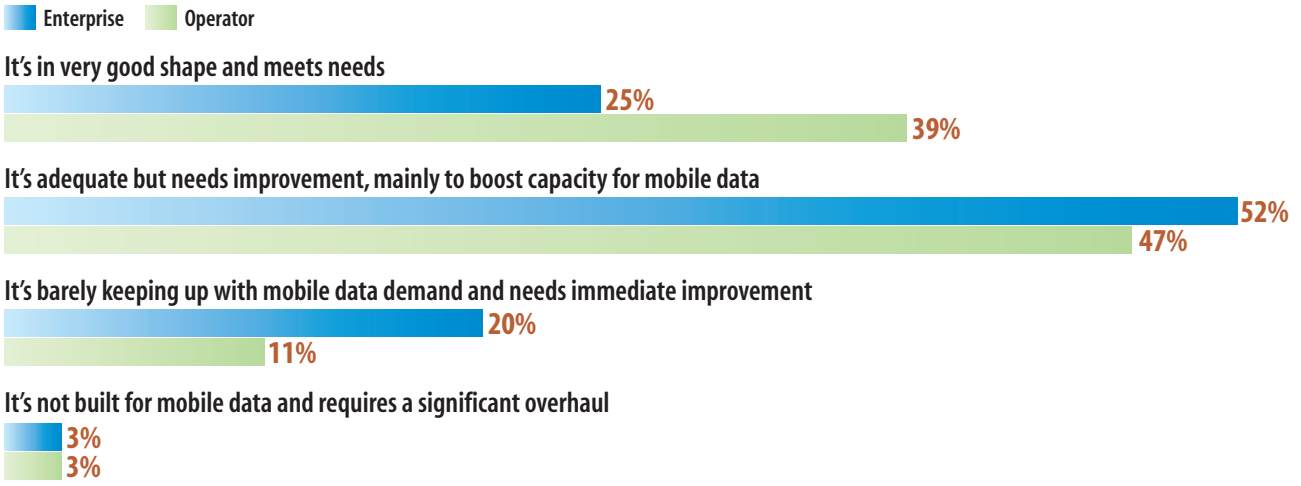 Enterprise Operator
It's in very good shape and meets needs
25%
39%
It's adequate but needs improvement, mainly to boost capacity for mobile data
52%
47%
It's barely keeping up with mobile data demand and needs immediate improvement
20%
11%
It's not built for mobile data and requires a significant overhaul
3%
3%